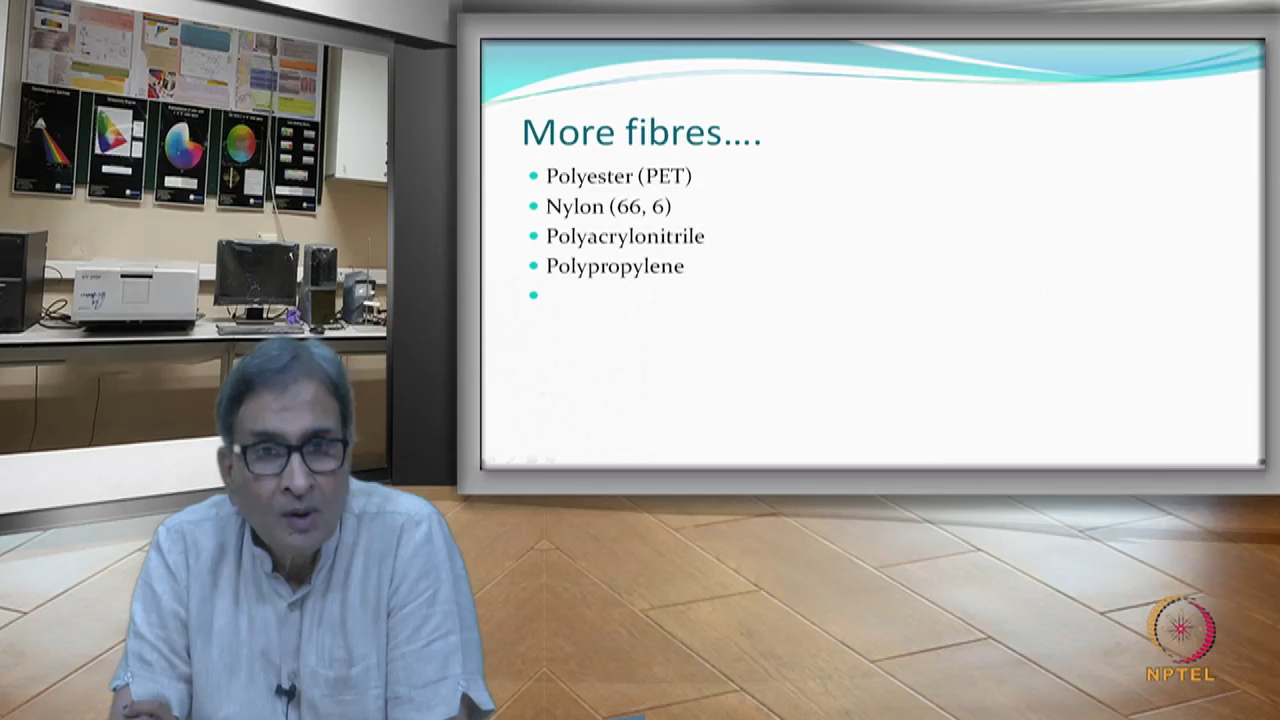 More fibres....
Polyester (PET)
Nylon (66, 6)
Polyacrylonitrile
Polypropylene
NPTEL